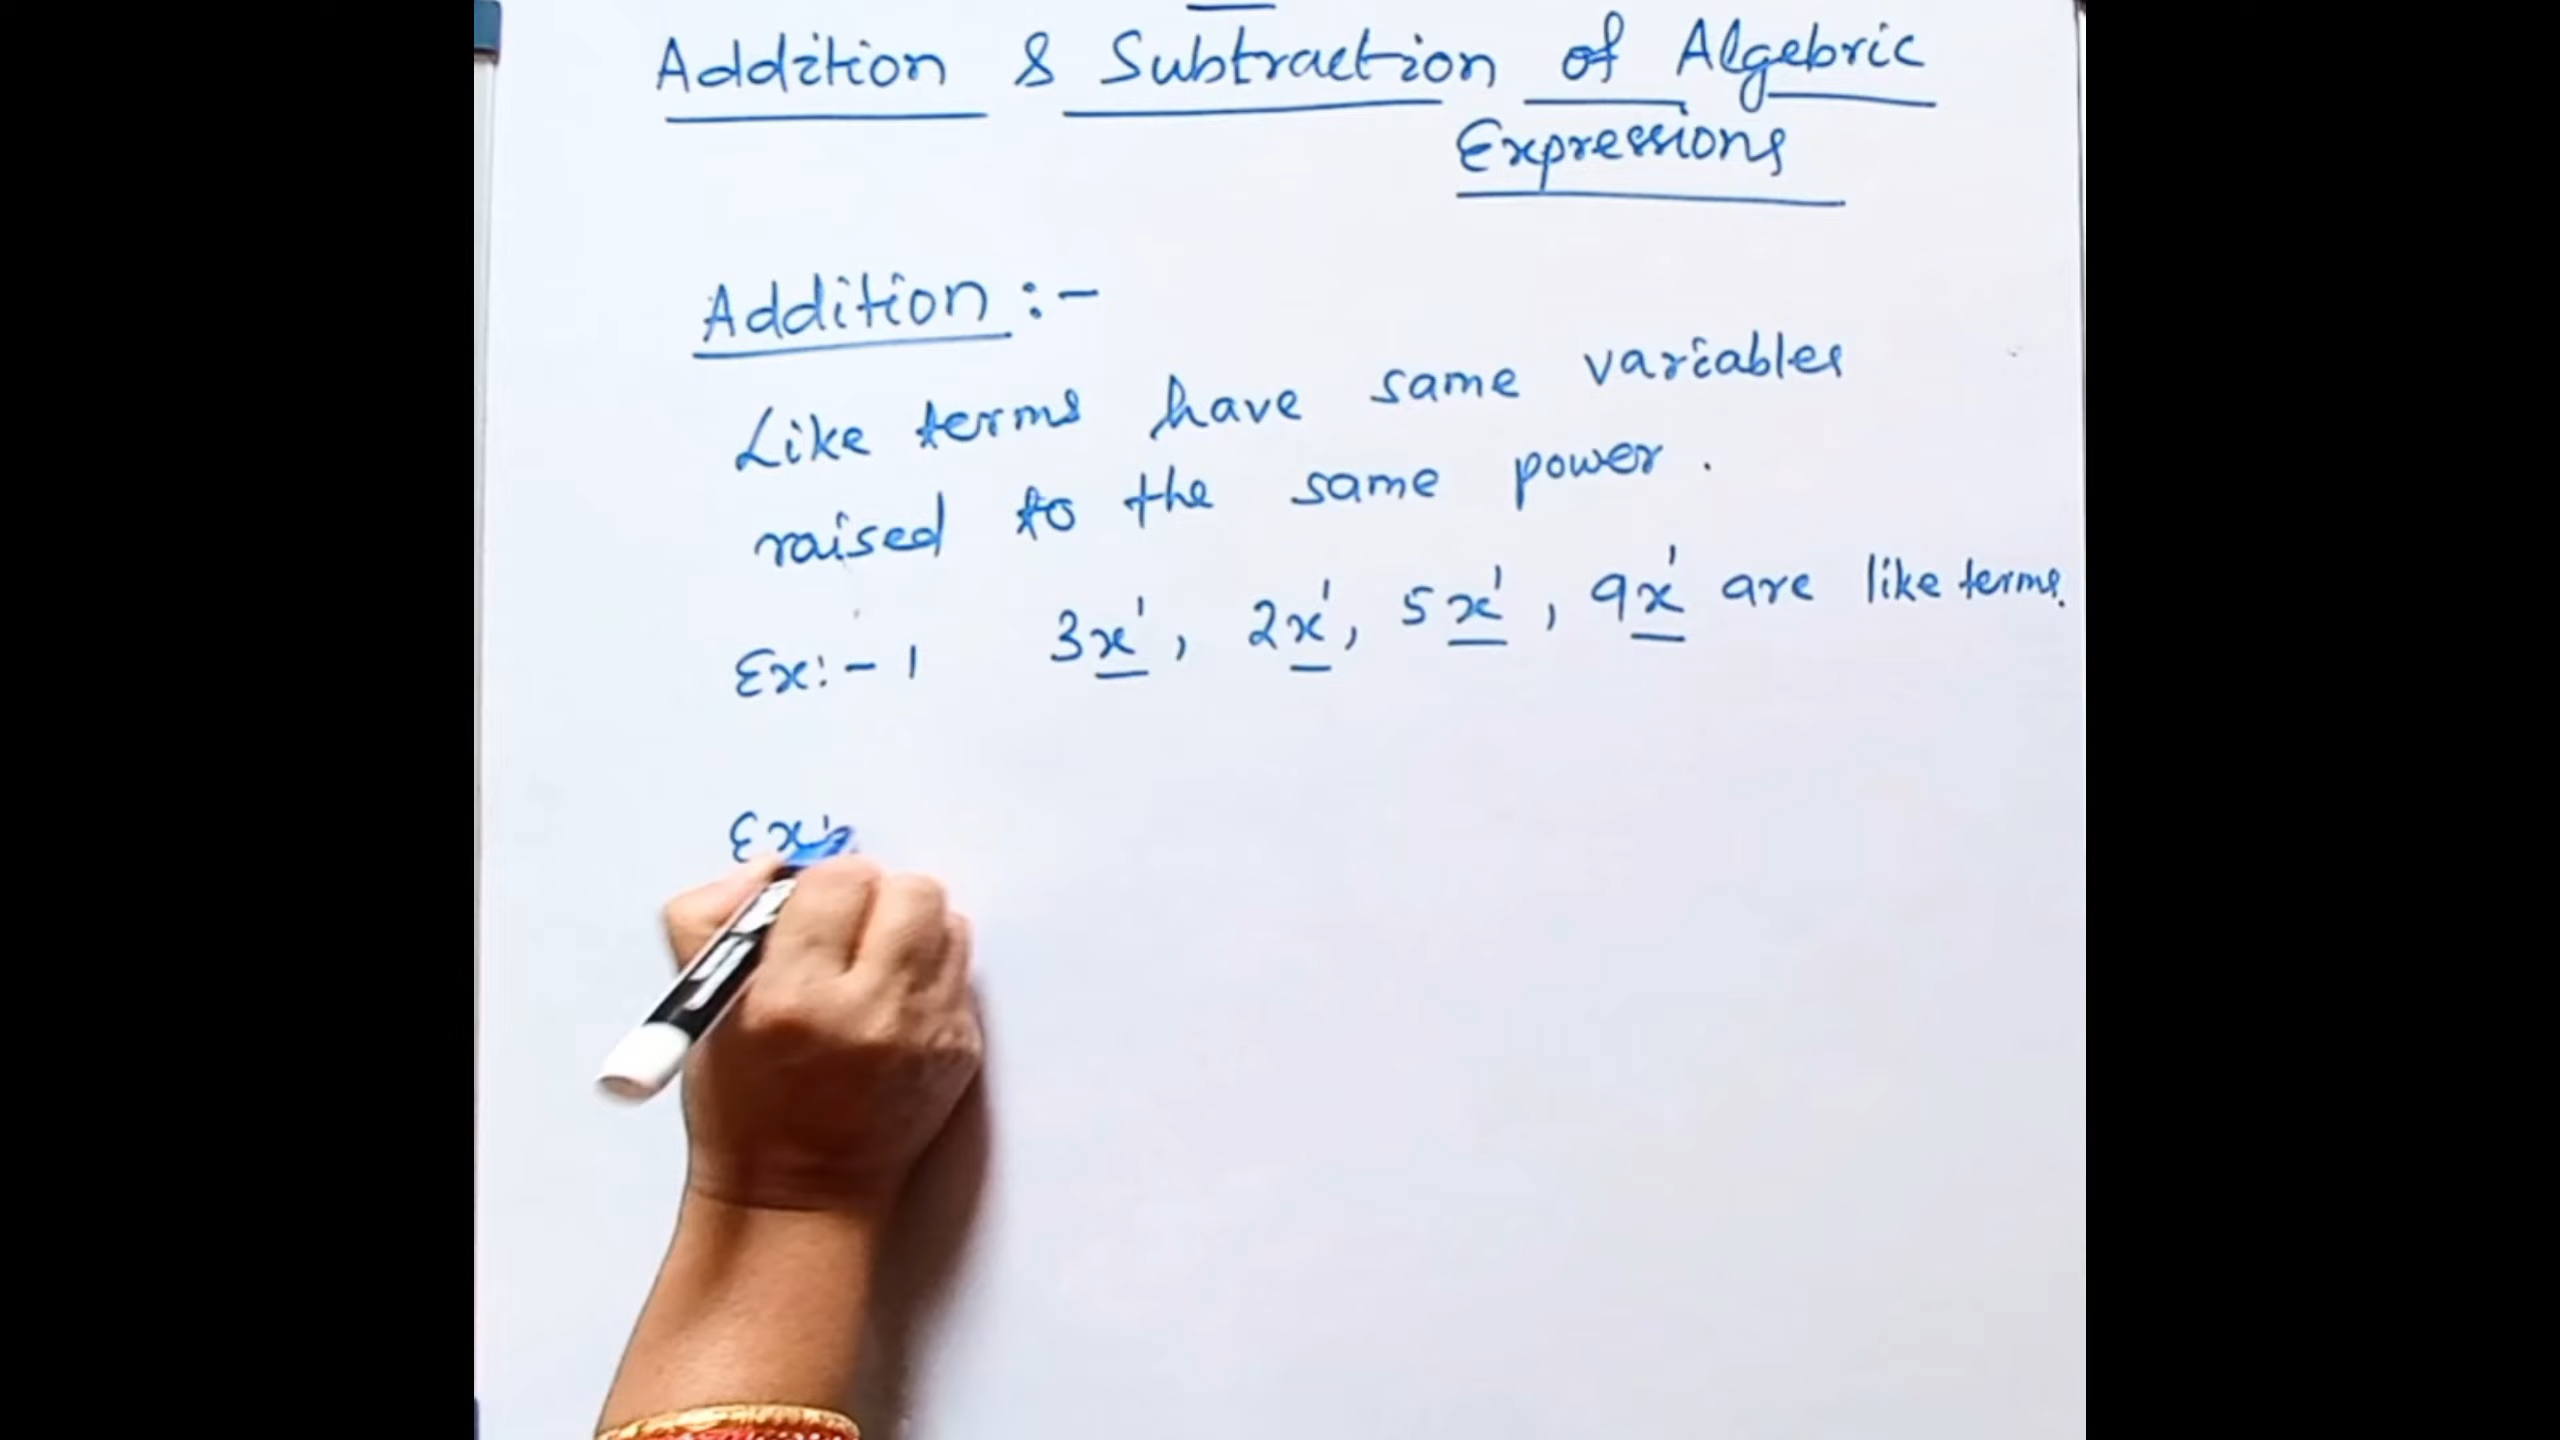 Addition & Subtraction of Algebric
Expressions
Addition :-
Like terms have same variables
raised to the same power .
Ex:- 1 3x¹, 2x¹, 5x¹, 9x¹ are like terms.
Ex: